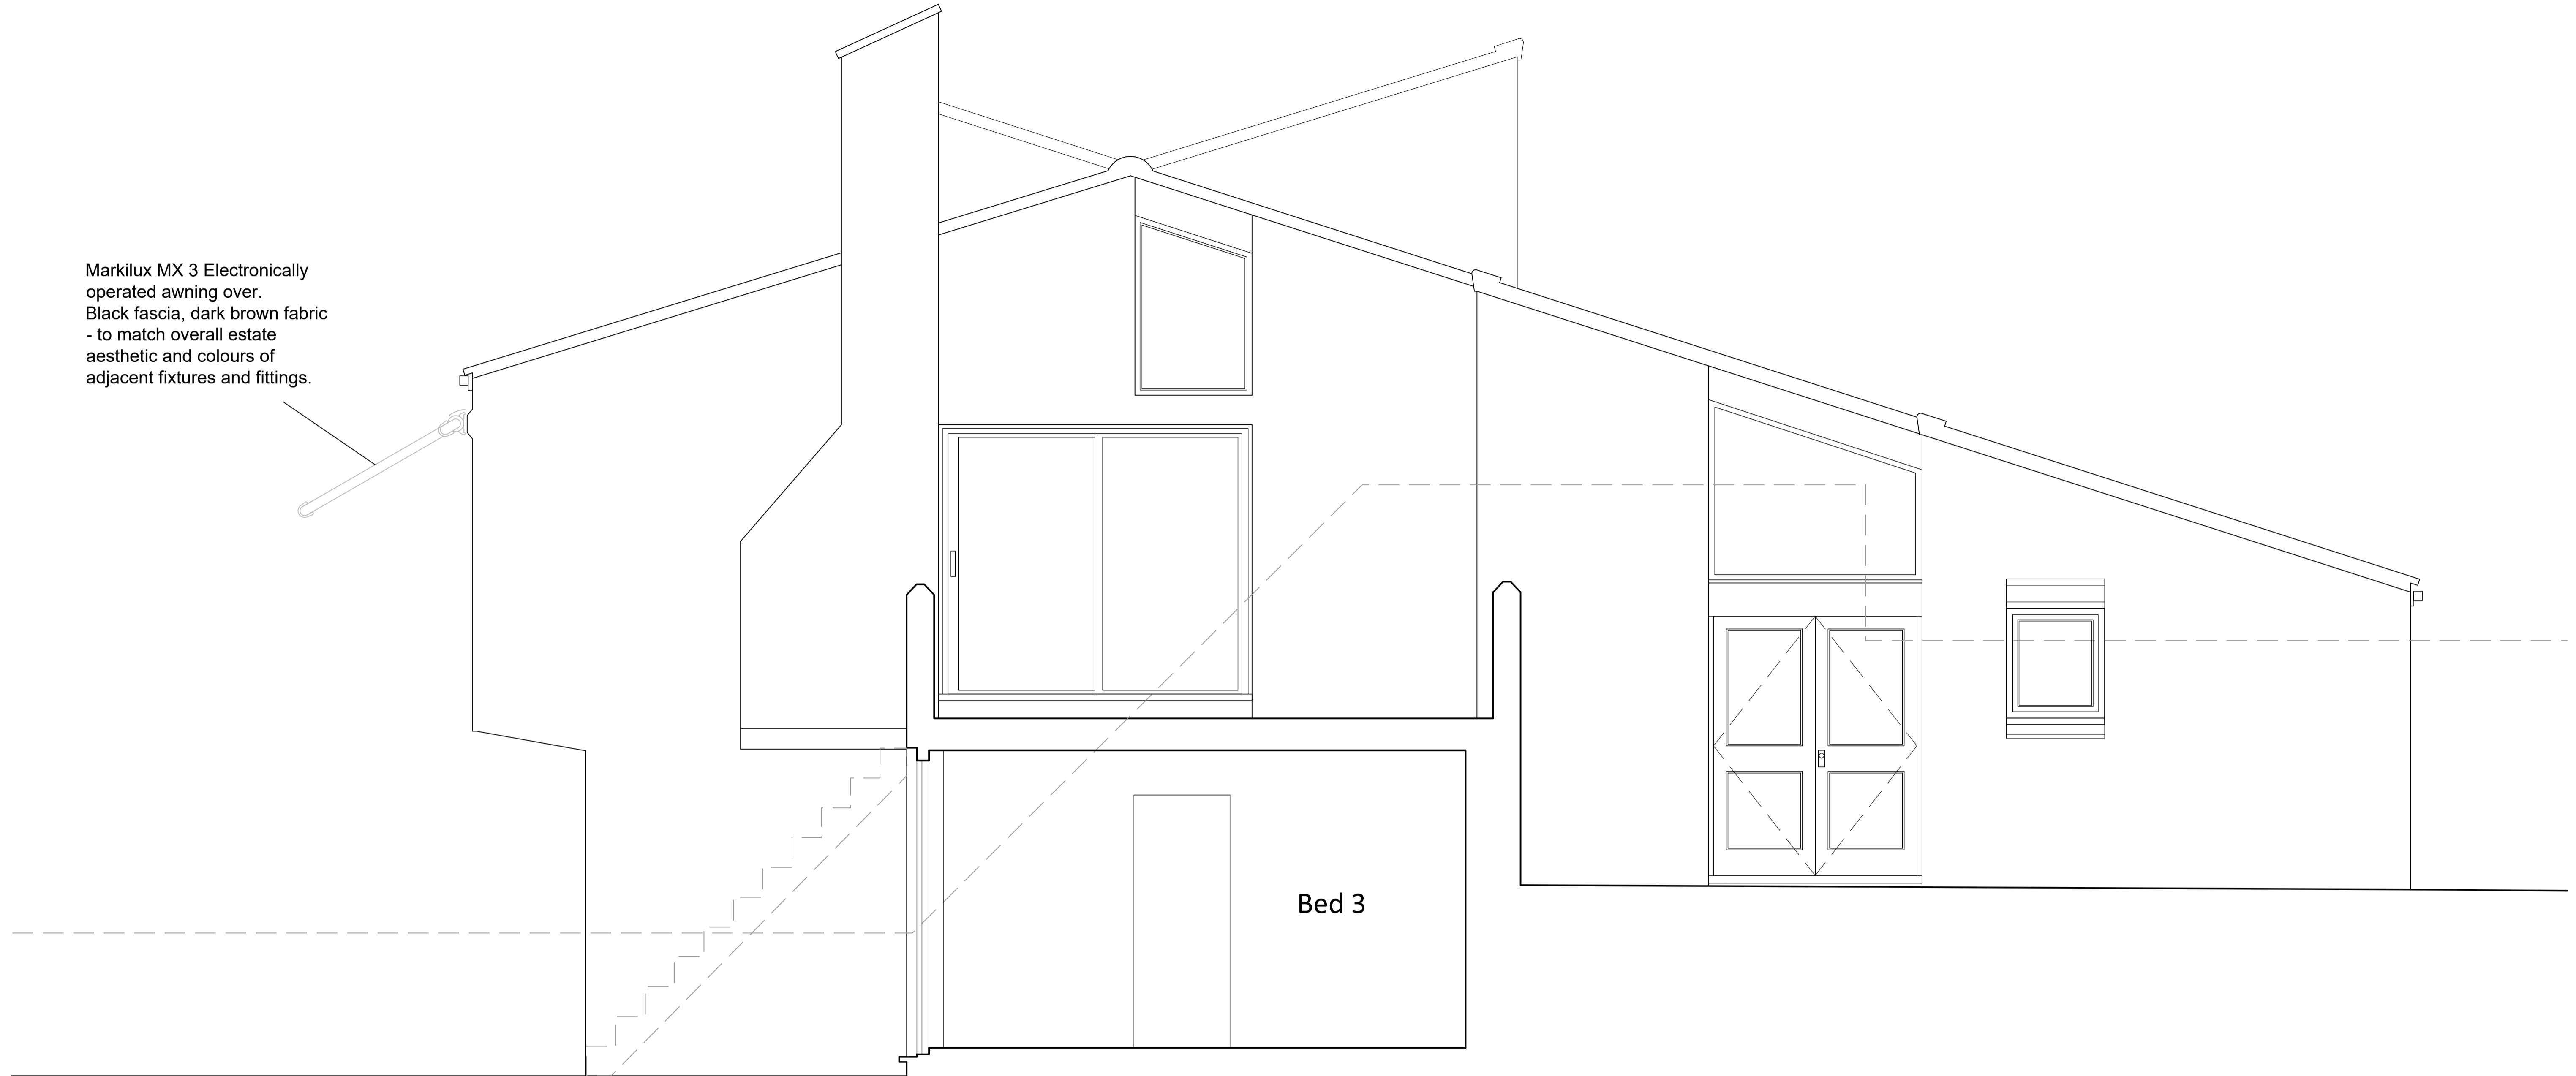 Markilux MX 3 Electronically
operated awning over.
Black fascia, dark brown fabric
- to match overall estate
aesthetic and colours of
adjacent fixtures and fittings.
Bed 3